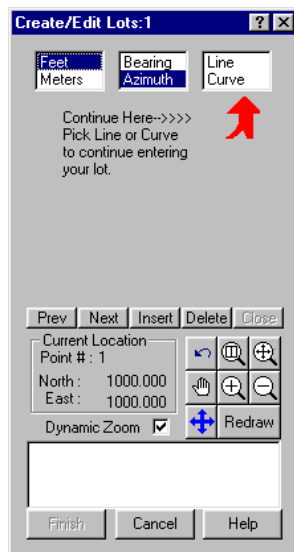 Create/Edit Lots:1 ? X
Feet Bearing Line
Meters Azimuth Curve
Continue Here-->>>>
Pick Line or Curve
to continue entering
your lot.
Prev Next Insert Delete Close
Current Location
Point # : 1
North : 1000.000
East : 1000.000
Dynamic Zoom
Redraw
Finish Cancel Help